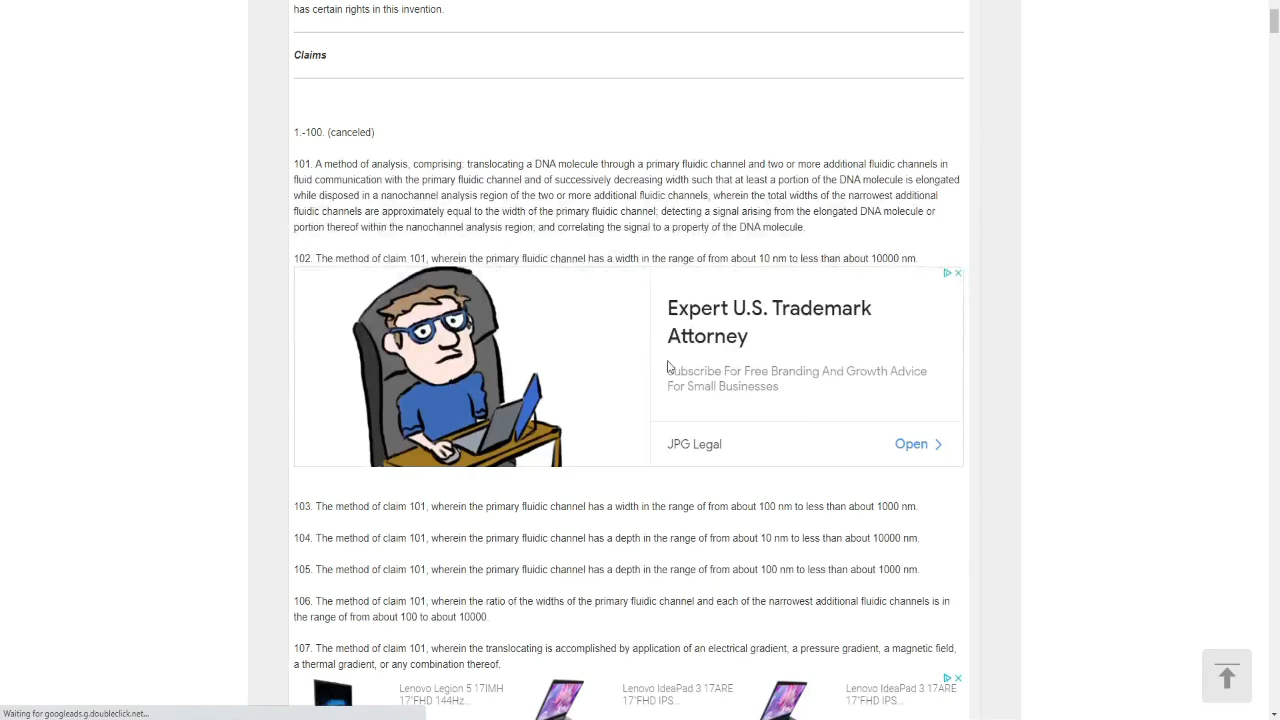 has certain rights in this invention.
Claims
1.-100. (canceled)
101. A method of analysis, comprising: translocating a DNA molecule through a primary fluidic channel and two or more additional fluidic channels in
fluid communication with the primary fluidic channel and of successively decreasing width such that at least a portion of the DNA molecule is elongated
while disposed in a nanochannel analysis region of the two or more additional fluidic channels, wherein the total widths of the narrowest additional
fluidic channels are approximately equal to the width of the primary fluidic channel; detecting a signal arising from the elongated DNA molecule or
portion thereof within the nanochannel analysis region; and correlating the signal to a property of the DNA molecule.
102. The method of claim 101, wherein the primary fluidic channel has a width in the range of from about 10 nm to less than about 10000 nm.
Expert U.S. Trademark
Attorney
Subscribe For Free Branding And Growth Advice
For Small Businesses
JPG Legal
Open
103. The method of claim 101, wherein the primary fluidic channel has a width in the range of from about 100 nm to less than about 1000 nm.
104. The method of claim 101, wherein the primary fluidic channel has a depth in the range of from about 10 nm to less than about 10000 nm.
105. The method of claim 101, wherein the primary fluidic channel has a depth in the range of from about 100 nm to less than about 1000 nm.
106. The method of claim 101, wherein the ratio of the widths of the primary fluidic channel and each of the narrowest additional fluidic channels is in
the range of from about 100 to about 10000.
107. The method of claim 101, wherein the translocating is accomplished by application of an electrical gradient, a pressure gradient, a magnetic field,
a thermal gradient, or any combination thereof.
Lenovo Legion 5 17IMH
17"FHD 144Hz...
Lenovo IdeaPad 3 17ARE
17"FHD IPS...
Lenovo IdeaPad 3 17ARE
17"FHD IPS...
Waiting for googleads.g.doubleclick.net...